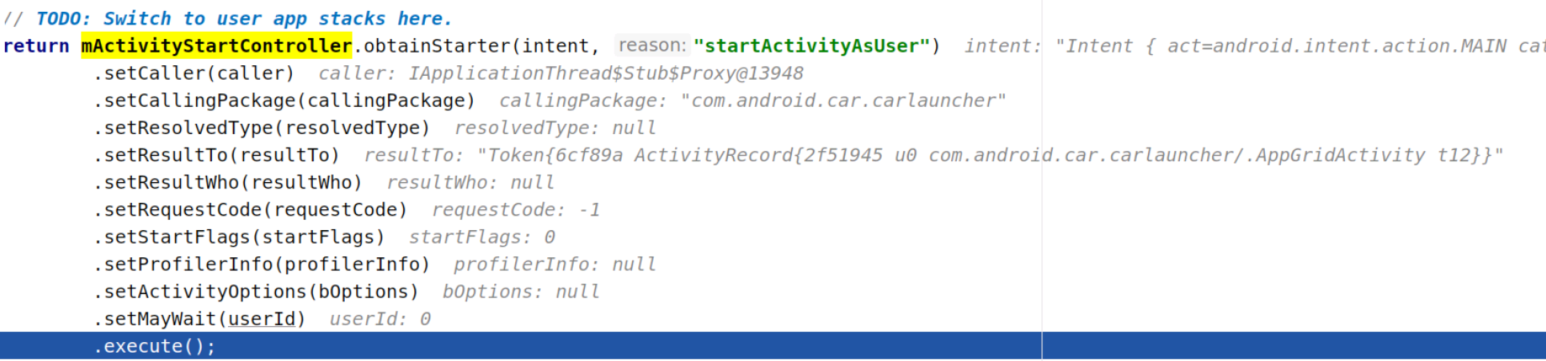 // TODO: Switch to user app stacks here.
return mActivityStartController.obtainStarter(intent, reason: "startActivityAsUser") intent: "Intent { act=android.intent.action.MAIN cat
.setCaller(caller) caller: IApplicationThread$Stub$Proxy@13948
.setCallingPackage(callingPackage) callingPackage: "com.android.car.carlauncher"
.setResolvedType(resolvedType) resolvedType: null
.setResultTo(resultTo) resultTo: "Token{6cf89a ActivityRecord{2f51945 u0 com.android.car.carlauncher/.AppGridActivity t12}}"
.setResultWho(resultWho) resultWho: null
.setRequestCode(requestCode) requestCode: -1
.setStartFlags(startFlags) startFlags: 0
.setProfilerInfo(profilerInfo) profilerInfo: null
.setActivityOptions(bOptions) bOptions: null
.setMayWait(userId) userId: 0
.execute();